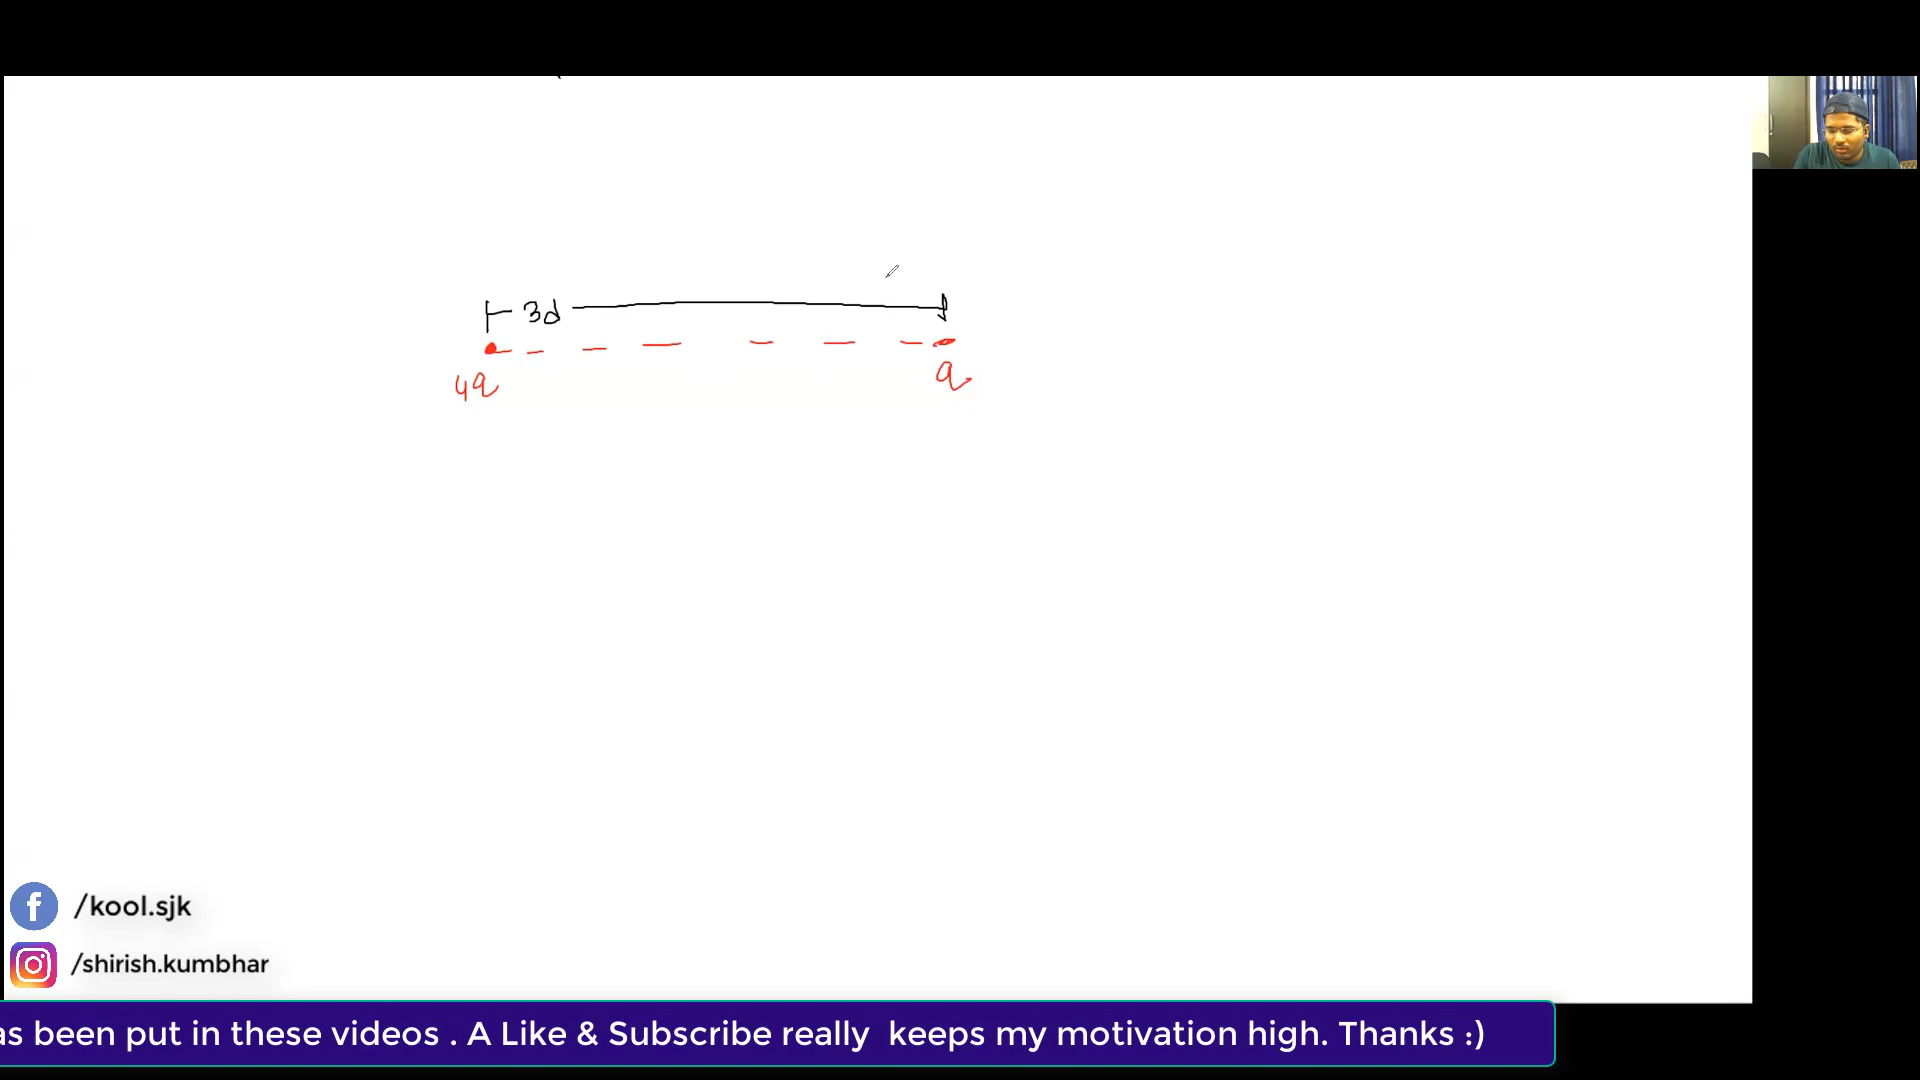 3d
4q
q
/kool.sjk
/shirish.kumbhar
as been put in these videos . A Like & Subscribe really keeps my motivation high. Thanks :)